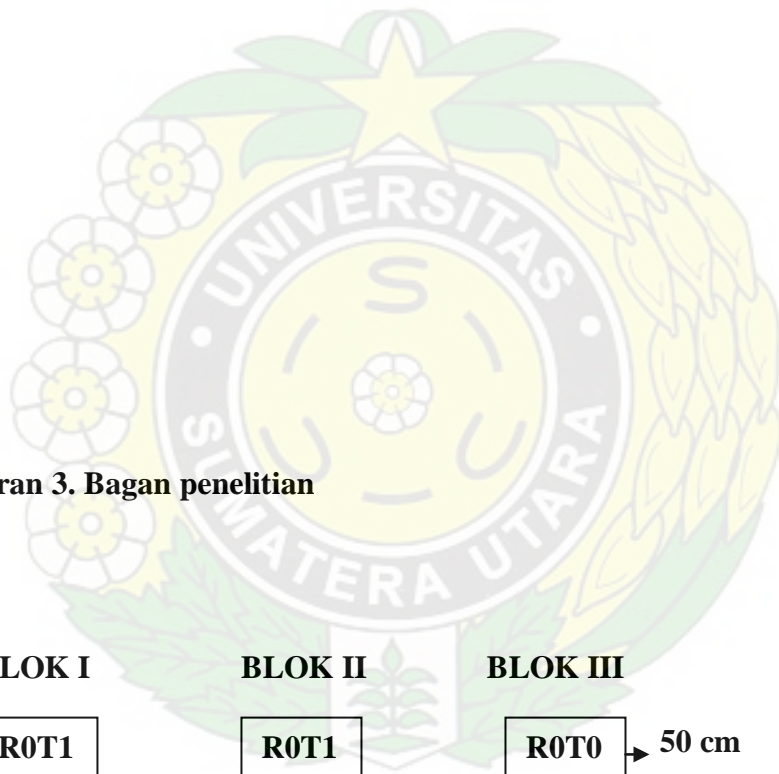 UNIVERSITAS
SUMATERA UTARA
ran 3. Bagan penelitian
LOK I BLOK II BLOK III
R0T1 R0T1 R0T0 50 cm